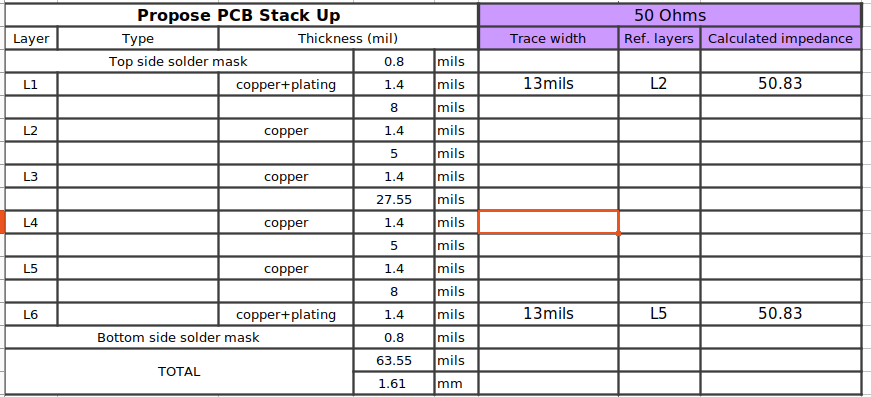 Propose PCB Stack Up 50 Ohms
Layer Type Thickness (mil) Trace width Ref. layers Calculated impedance
Top side solder mask 0.8 mils
L1 copper+plating 1.4 mils 13mils L2 50.83
8 mils
L2 copper 1.4 mils
5 mils
L3 copper 1.4 mils
27.55 mils
L4 copper 1.4 mils
5 mils
L5 copper 1.4 mils
8 mils
L6 copper+plating 1.4 mils 13mils L5 50.83
Bottom side solder mask 0.8 mils
TOTAL 63.55 mils
1.61 mm